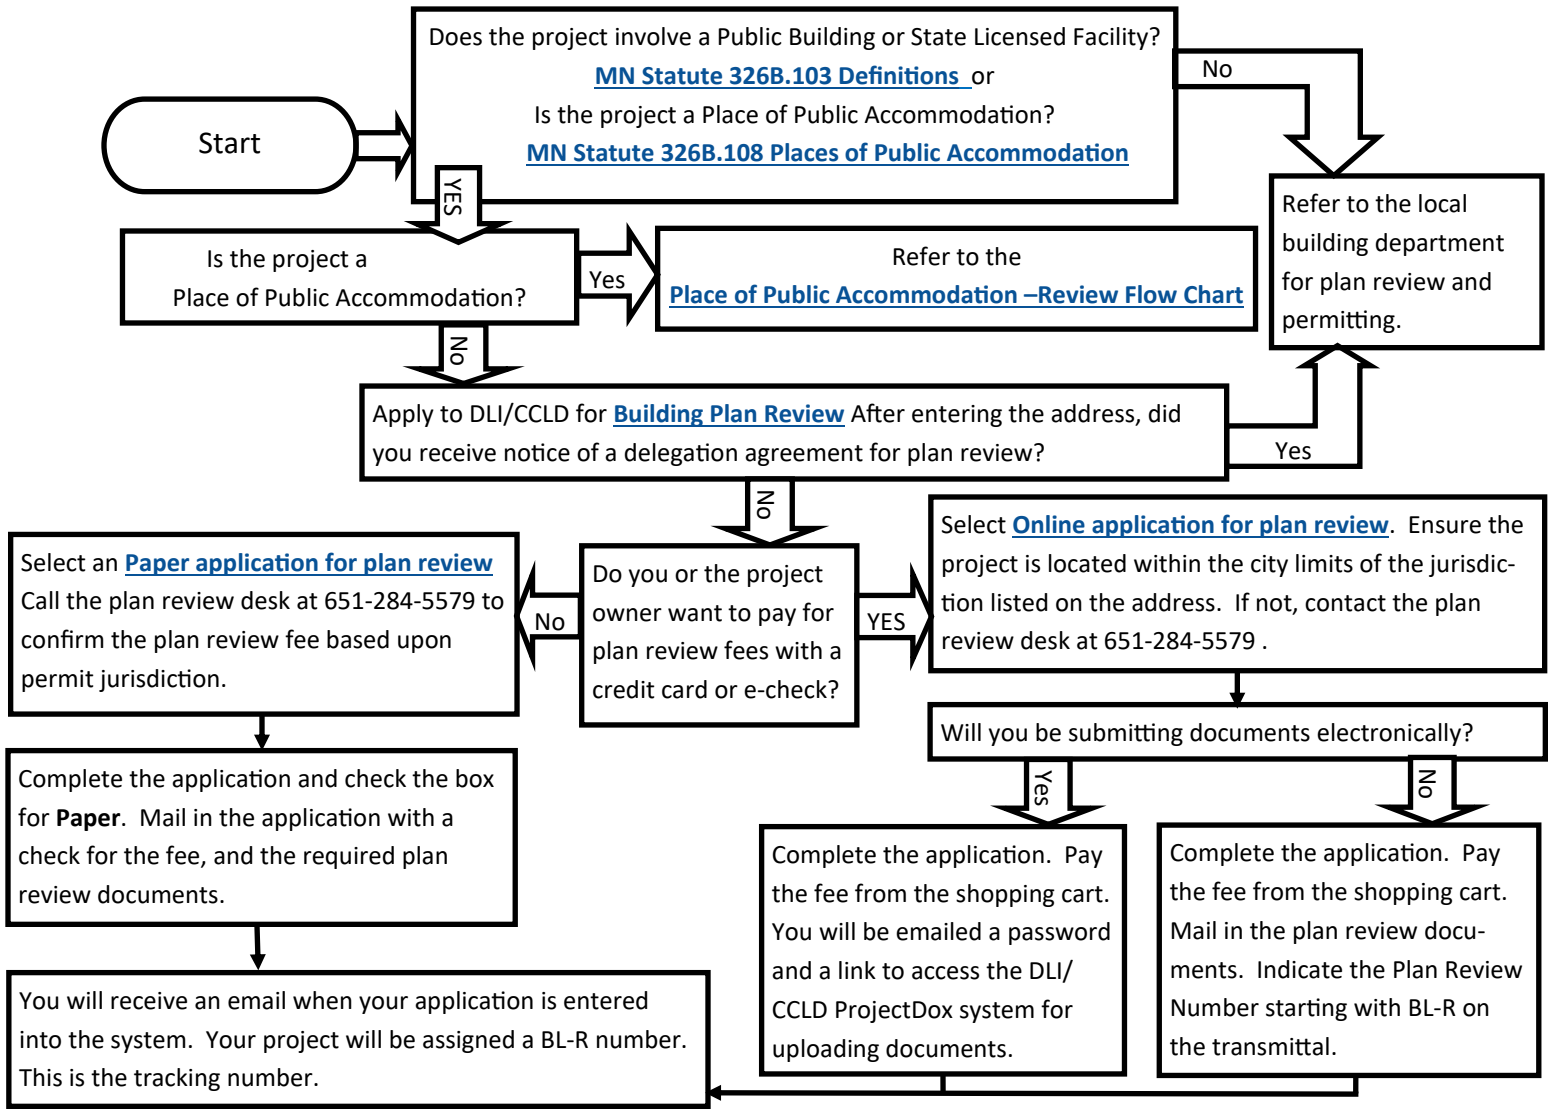 Does the project involve a Public Building or State Licensed Facility?
MN Statute 326B.103 Definitions or
Is the project a Place of Public Accommodation?
MN Statute 326B.108 Places of Public Accommodation
No
Start
YES
Refer to the local
building department
for plan review and
permitting.
Is the project a
Place of Public Accommodation?
Yes
Refer to the
Place of Public Accommodation –Review Flow Chart
No
Apply to DLI/CCLD for Building Plan Review After entering the address, did
you receive notice of a delegation agreement for plan review?
Yes
No
Select an Paper application for plan review
Call the plan review desk at 651-284-5579 to
confirm the plan review fee based upon
permit jurisdiction.
No
Do you or the project
owner want to pay for
plan review fees with a
credit card or e-check?
YES
Select Online application for plan review. Ensure the
project is located within the city limits of the jurisdic-
tion listed on the address. If not, contact the plan
review desk at 651-284-5579 .
Will you be submitting documents electronically?
Yes
No
Complete the application and check the box
for Paper. Mail in the application with a
check for the fee, and the required plan
review documents.
Complete the application. Pay
the fee from the shopping cart.
You will be emailed a password
and a link to access the DLI/
CCLD ProjectDox system for
uploading documents.
Complete the application. Pay
the fee from the shopping cart.
Mail in the plan review docu-
ments. Indicate the Plan Review
Number starting with BL-R on
the transmittal.
You will receive an email when your application is entered
into the system. Your project will be assigned a BL-R number.
This is the tracking number.